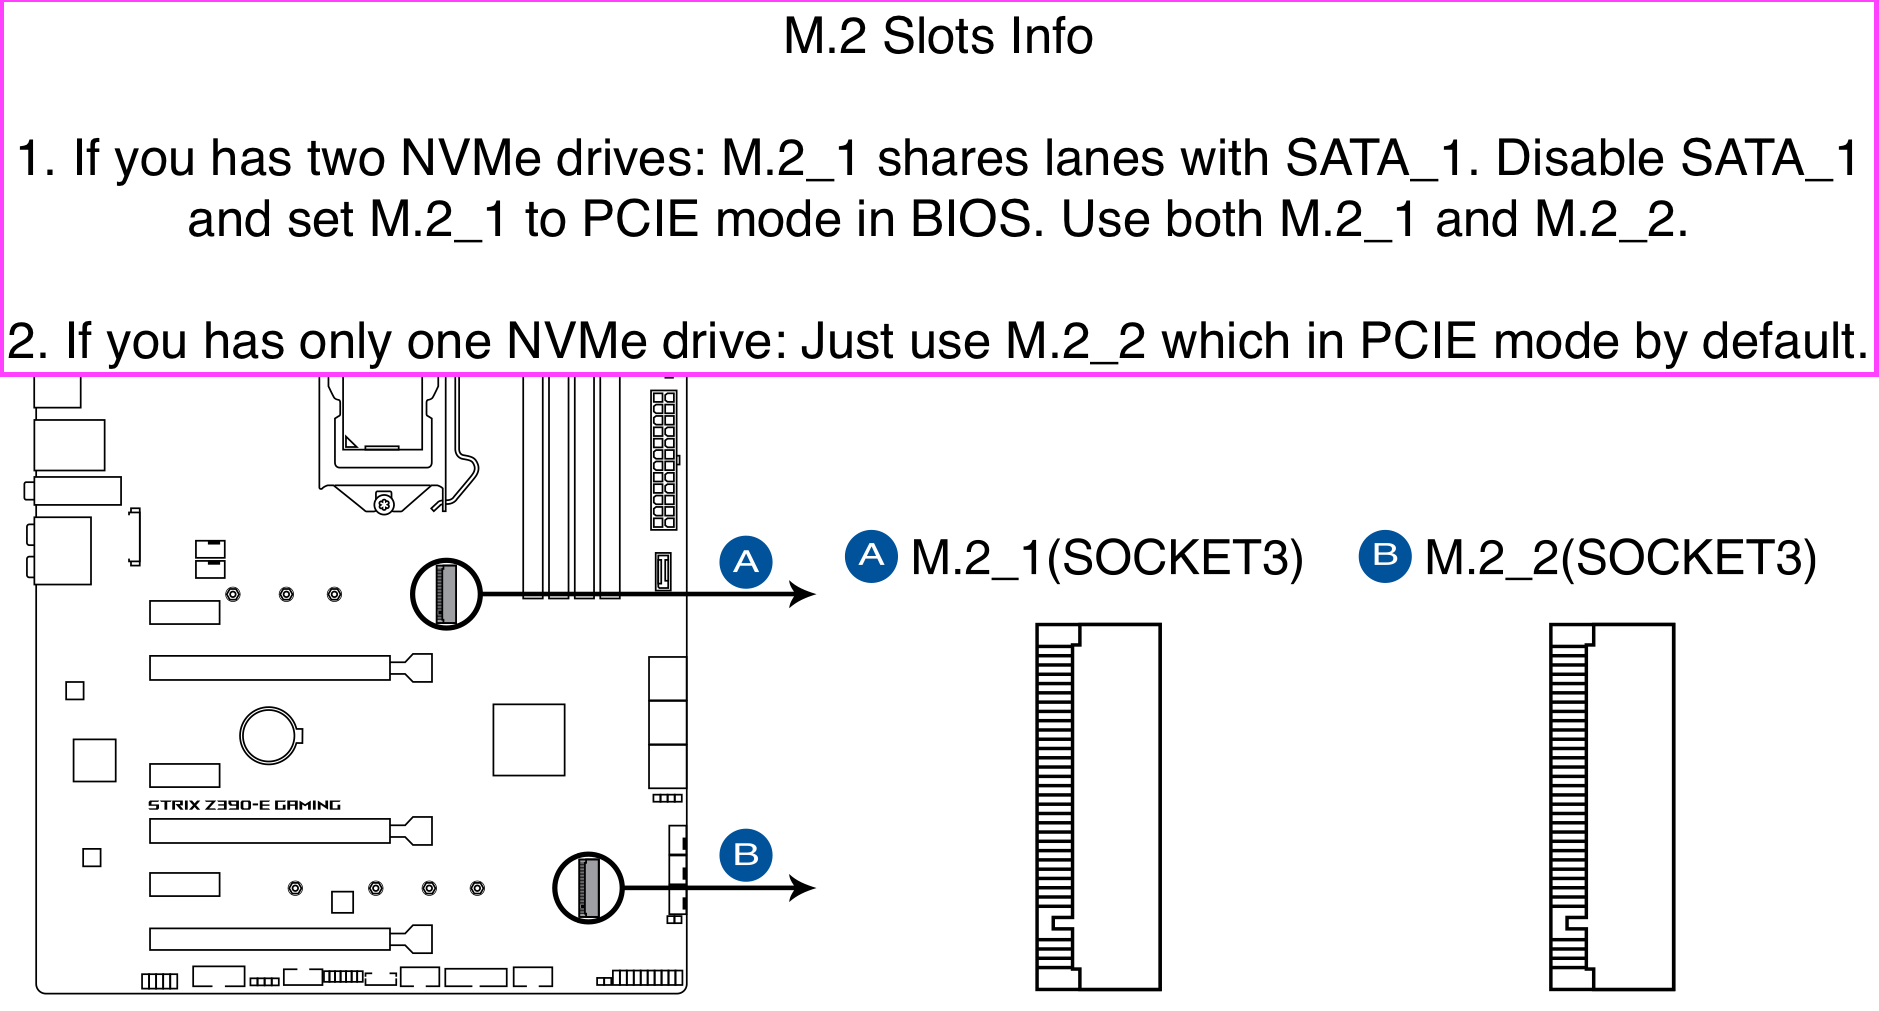 M.2 Slots Info
1. If you has two NVMe drives: M.2_1 shares lanes with SATA_1. Disable SATA_1
and set M.2_1 to PCIE mode in BIOS. Use both M.2_1 and M.2_2.
2. If you has only one NVMe drive: Just use M.2_2 which in PCIE mode by default.
A
A M.2_1(SOCKET3)
B M.2_2(SOCKET3)
STRIX Z390-E GAMING
B